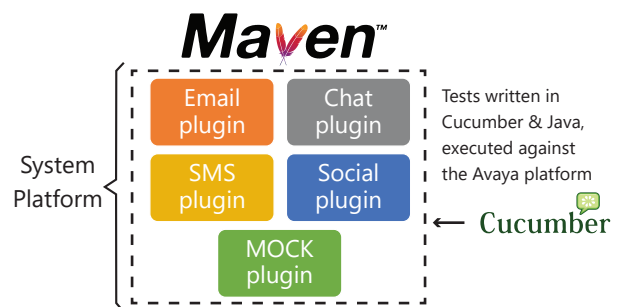 Maven™
Email
plugin
Chat
plugin
Tests written in
Cucumber & Java,
executed against
the Avaya platform
System
Platform
SMS
plugin
Social
plugin
Cucumber
MOCK
plugin